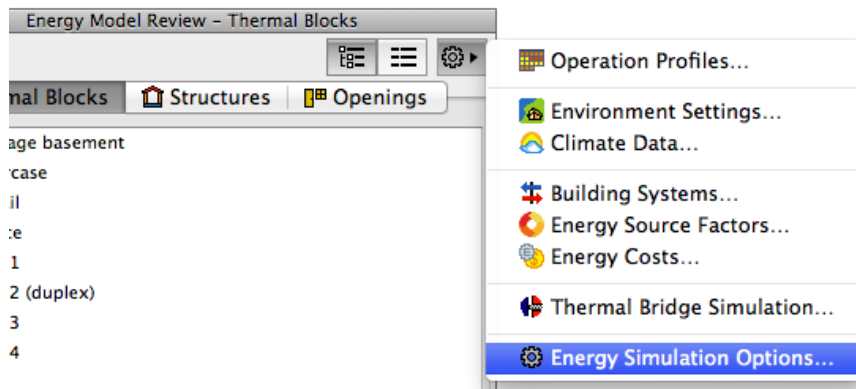 Energy Model Review – Thermal Blocks
Operation Profiles...
mal Blocks
Structures
Openings
Environment Settings...
age basement
Climate Data...
rcase
il
Building Systems...
te
Energy Source Factors...
1
Energy Costs...
2 (duplex)
3
Thermal Bridge Simulation...
4
Energy Simulation Options...